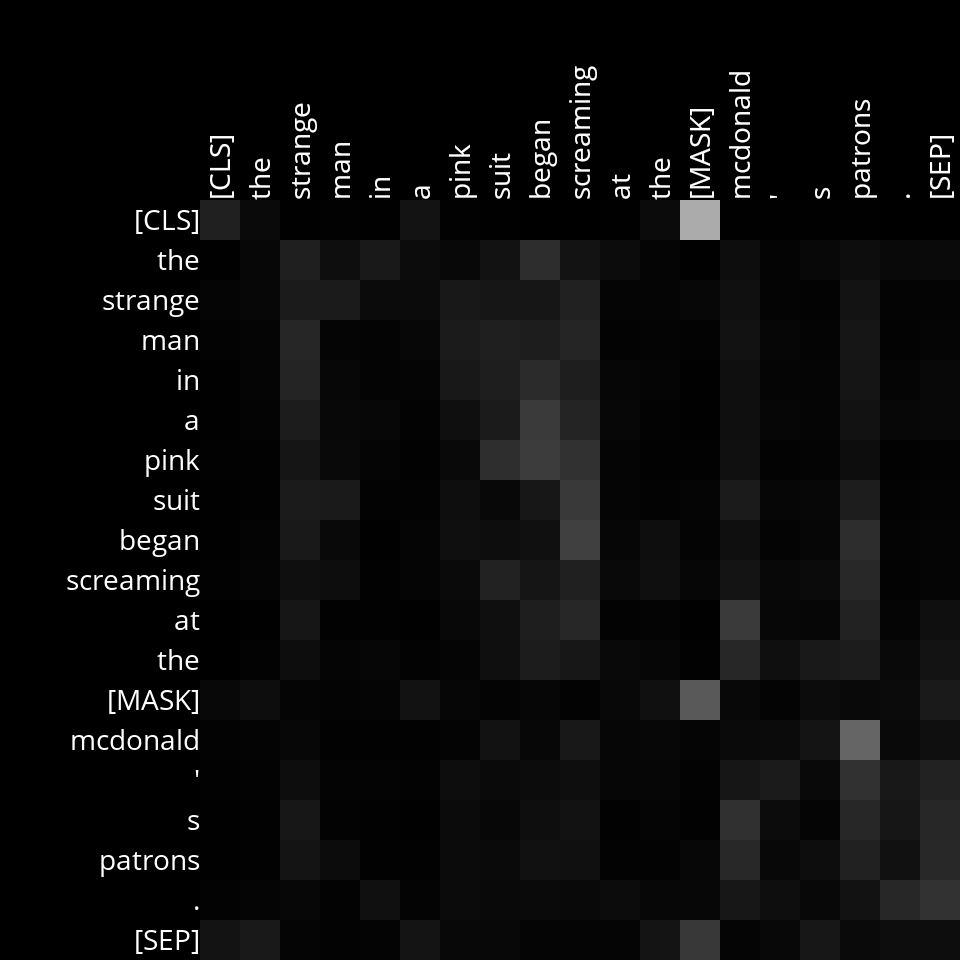 [CLS] the strange man in a pink suit began screaming at the [MASK] mcdonald ' s patrons . [SEP]
[CLS]
the
strange
man
in
a
pink
suit
began
screaming
at
the
[MASK]
mcdonald
'
s
patrons
.
[SEP]